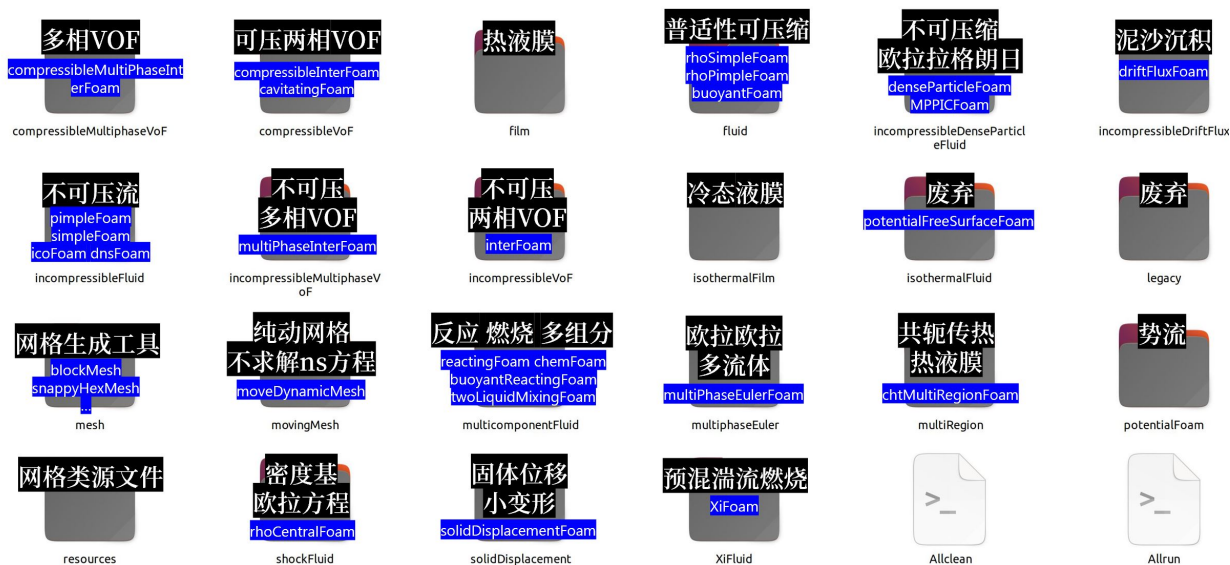 多相VOF
compressibleMultiPhaseInt
erFoam
compressibleMultiphaseVoF
可压两相VOF
compressibleInterFoam
cavitatingFoam
compressibleVoF
热液膜
film
普适性可压缩
rhoSimpleFoam
rhoPimpleFoam
buoyantFoam
fluid
不可压缩
欧拉拉格朗日
denseParticleFoam
MPPICFoam
incompressibleDenseParticl
eFluid
泥沙沉积
driftFluxFoam
incompressibleDriftFlux
不可压流
pimpleFoam
simpleFoam
icoFoam dnsFoam
incompressibleFluid
不可压
多相VOF
multiPhaseInterFoam
incompressibleMultiphaseV
oF
不可压
两相VOF
interFoam
incompressibleVoF
冷态液膜
isothermalFilm
废弃
potentialFreeSurfaceFoam
isothermalFluid
废弃
legacy
网格生成工具
blockMesh
snappyHexMesh
...
mesh
纯动网格
不求解ns方程
moveDynamicMesh
movingMesh
反应 燃烧 多组分
reactingFoam chemFoam
buoyantReactingFoam
twoLiquidMixingFoam
multicomponentFluid
欧拉欧拉
多流体
multiPhaseEulerFoam
multiphaseEuler
共轭传热
热液膜
chtMultiRegionFoam
multiRegion
势流
potentialFoam
网格类源文件
resources
密度基
欧拉方程
rhoCentralFoam
shockFluid
固体位移
小变形
solidDisplacementFoam
solidDisplacement
预混湍流燃烧
XiFoam
XiFluid
>_
Allclean
>_
Allrun